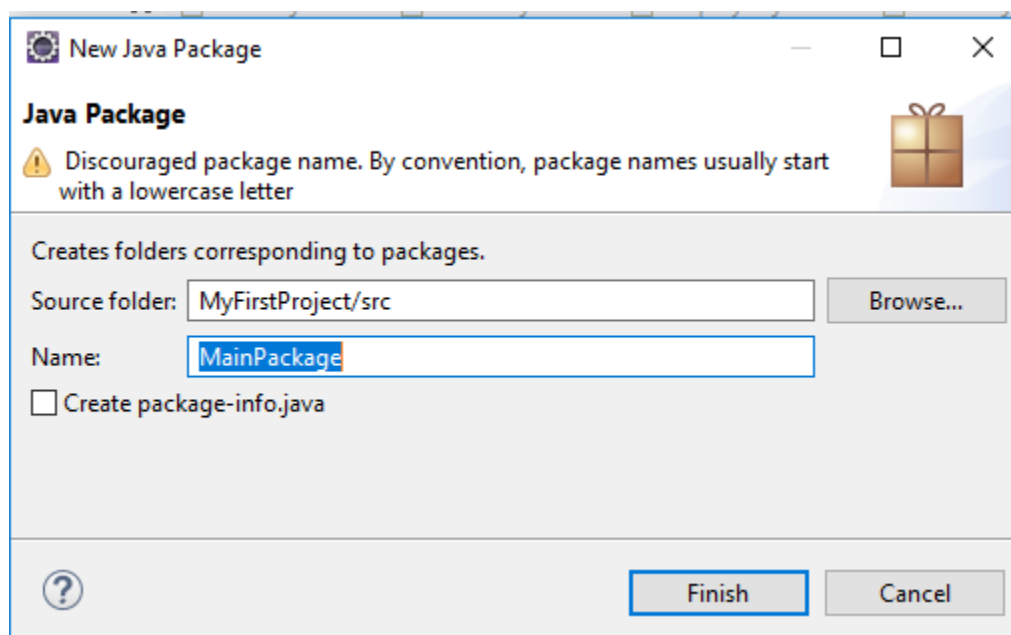 New Java Package
Java Package
Discouraged package name. By convention, package names usually start
with a lowercase letter
Creates folders corresponding to packages.
Source folder: MyFirstProject/src Browse...
Name: MainPackage
Create package-info.java
? Finish Cancel